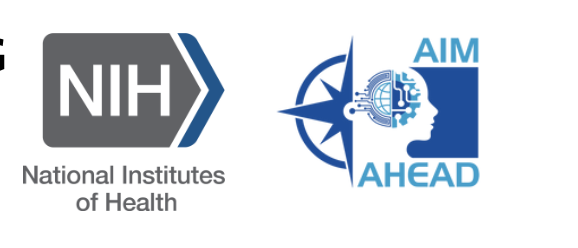 NIH
National Institutes
of Health
AIM
AHEAD